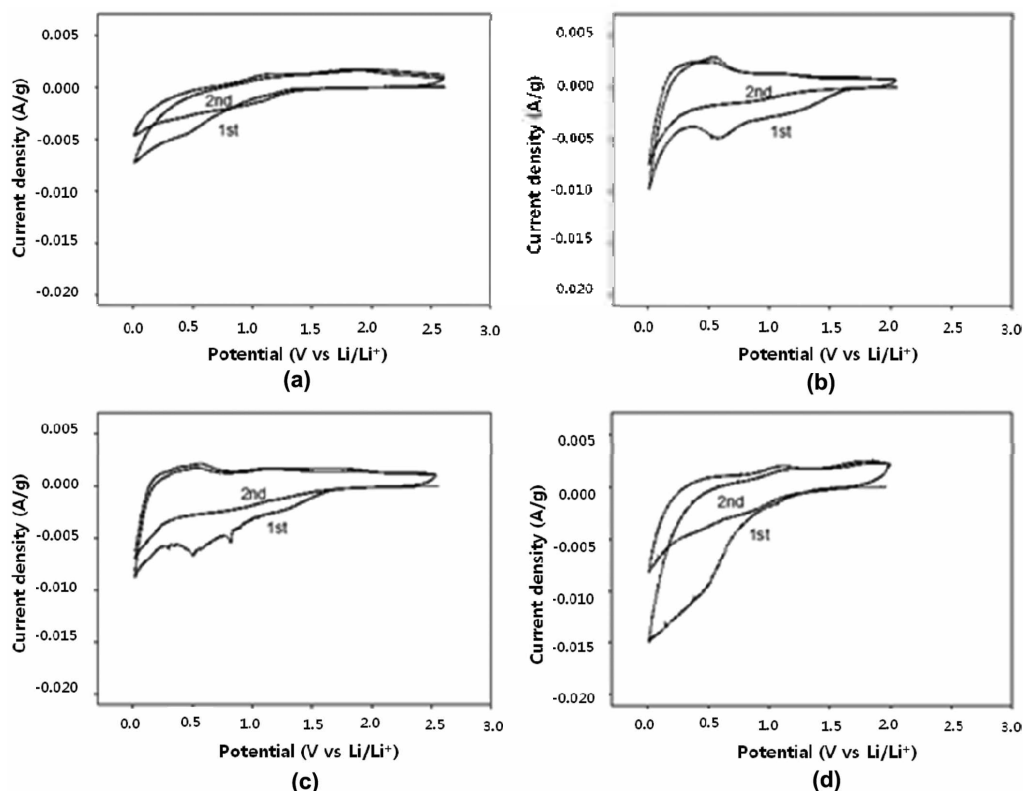 0.005
0.000
-0.005
-0.010
-0.015
-0.020
Current density (A/g)
2nd
1st
0.0 0.5 1.0 1.5 2.0 2.5 3.0
Potential (V vs Li/Li⁺)
(a)
0.005
0.000
-0.005
-0.010
-0.015
-0.020
Current density (A/g)
2nd
1st
0.0 0.5 1.0 1.5 2.0 2.5 3.0
Potential (V vs Li/Li⁺)
(b)
0.005
0.000
-0.005
-0.010
-0.015
-0.020
Current density (A/g)
2nd
1st
0.0 0.5 1.0 1.5 2.0 2.5 3.0
Potential (V vs Li/Li⁺)
(c)
0.005
0.000
-0.005
-0.010
-0.015
-0.020
Current density (A/g)
2nd
1st
0.0 0.5 1.0 1.5 2.0 2.5 3.0
Potential (V vs Li/Li⁺)
(d)